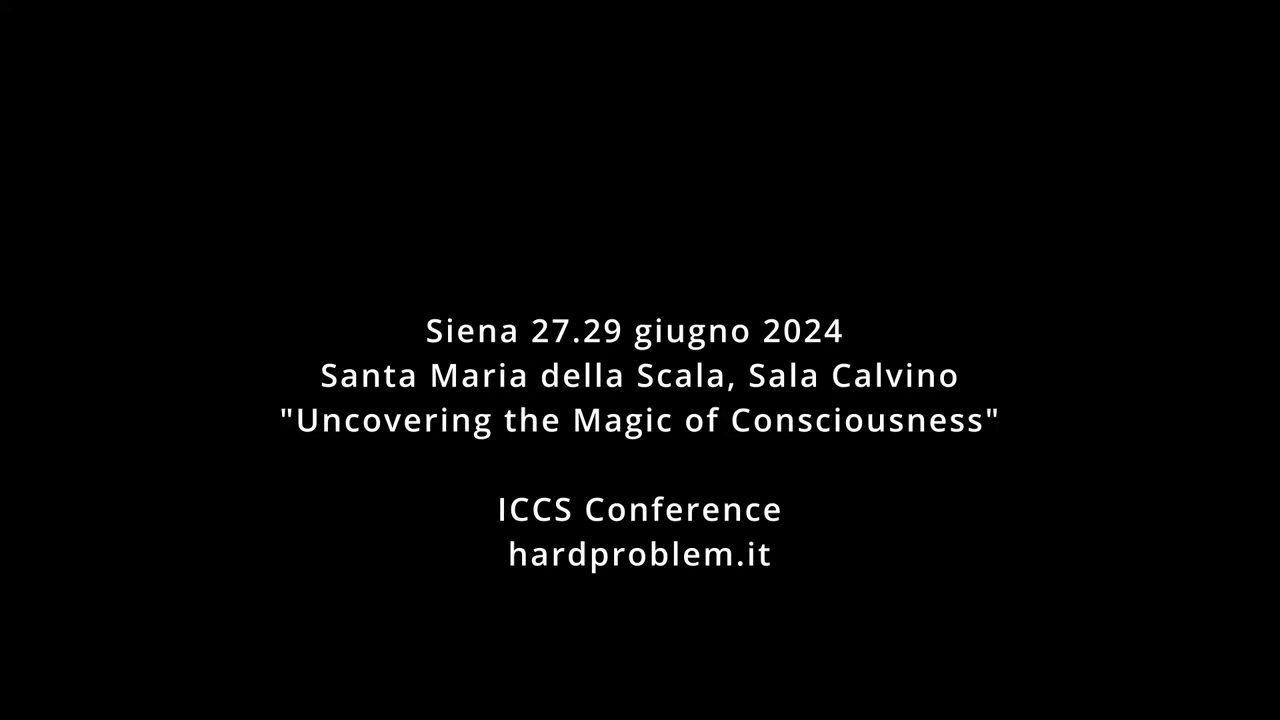 Siena 27.29 giugno 2024
Santa Maria della Scala, Sala Calvino
"Uncovering the Magic of Consciousness"
ICCS Conference
hardproblem.it